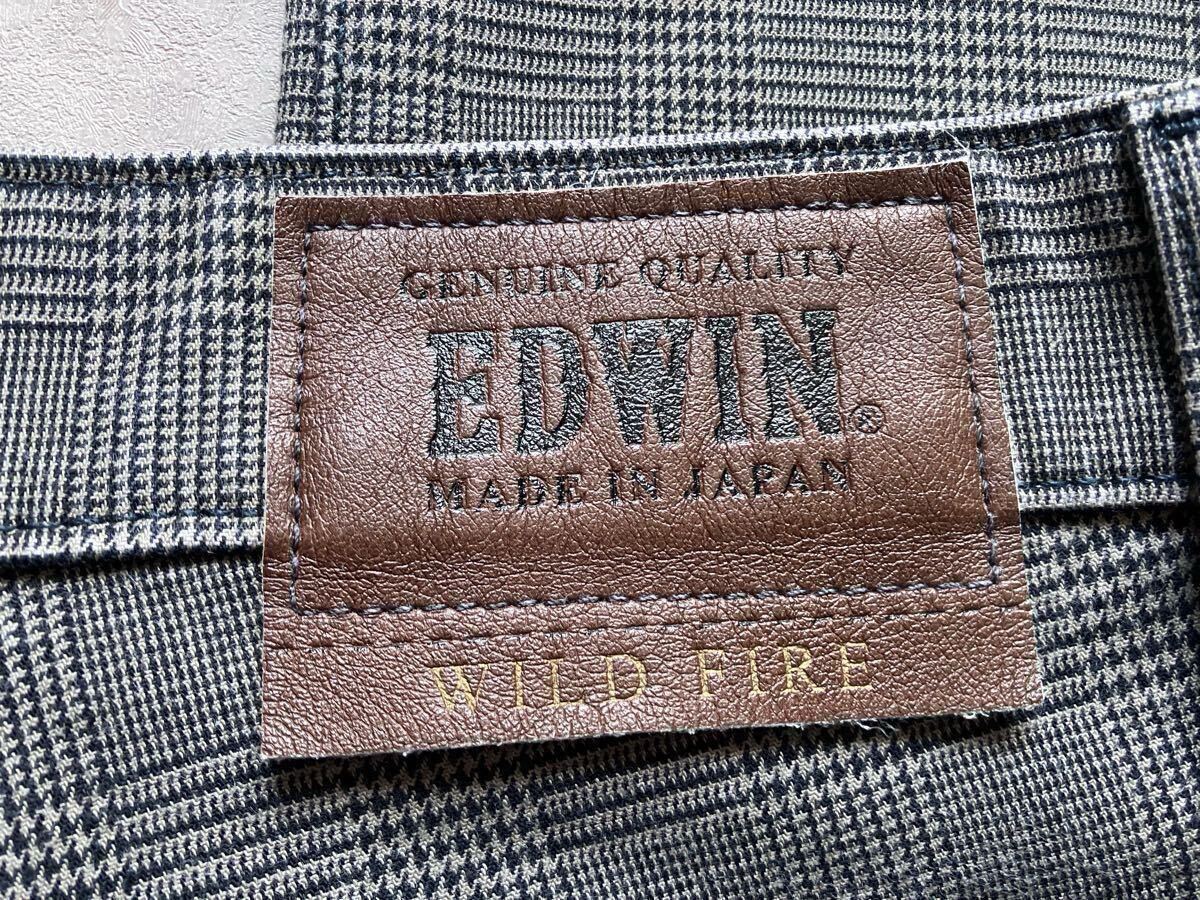 GENUINE QUALITY
EDWIN®
MADE IN JAPAN
WILD FIRE